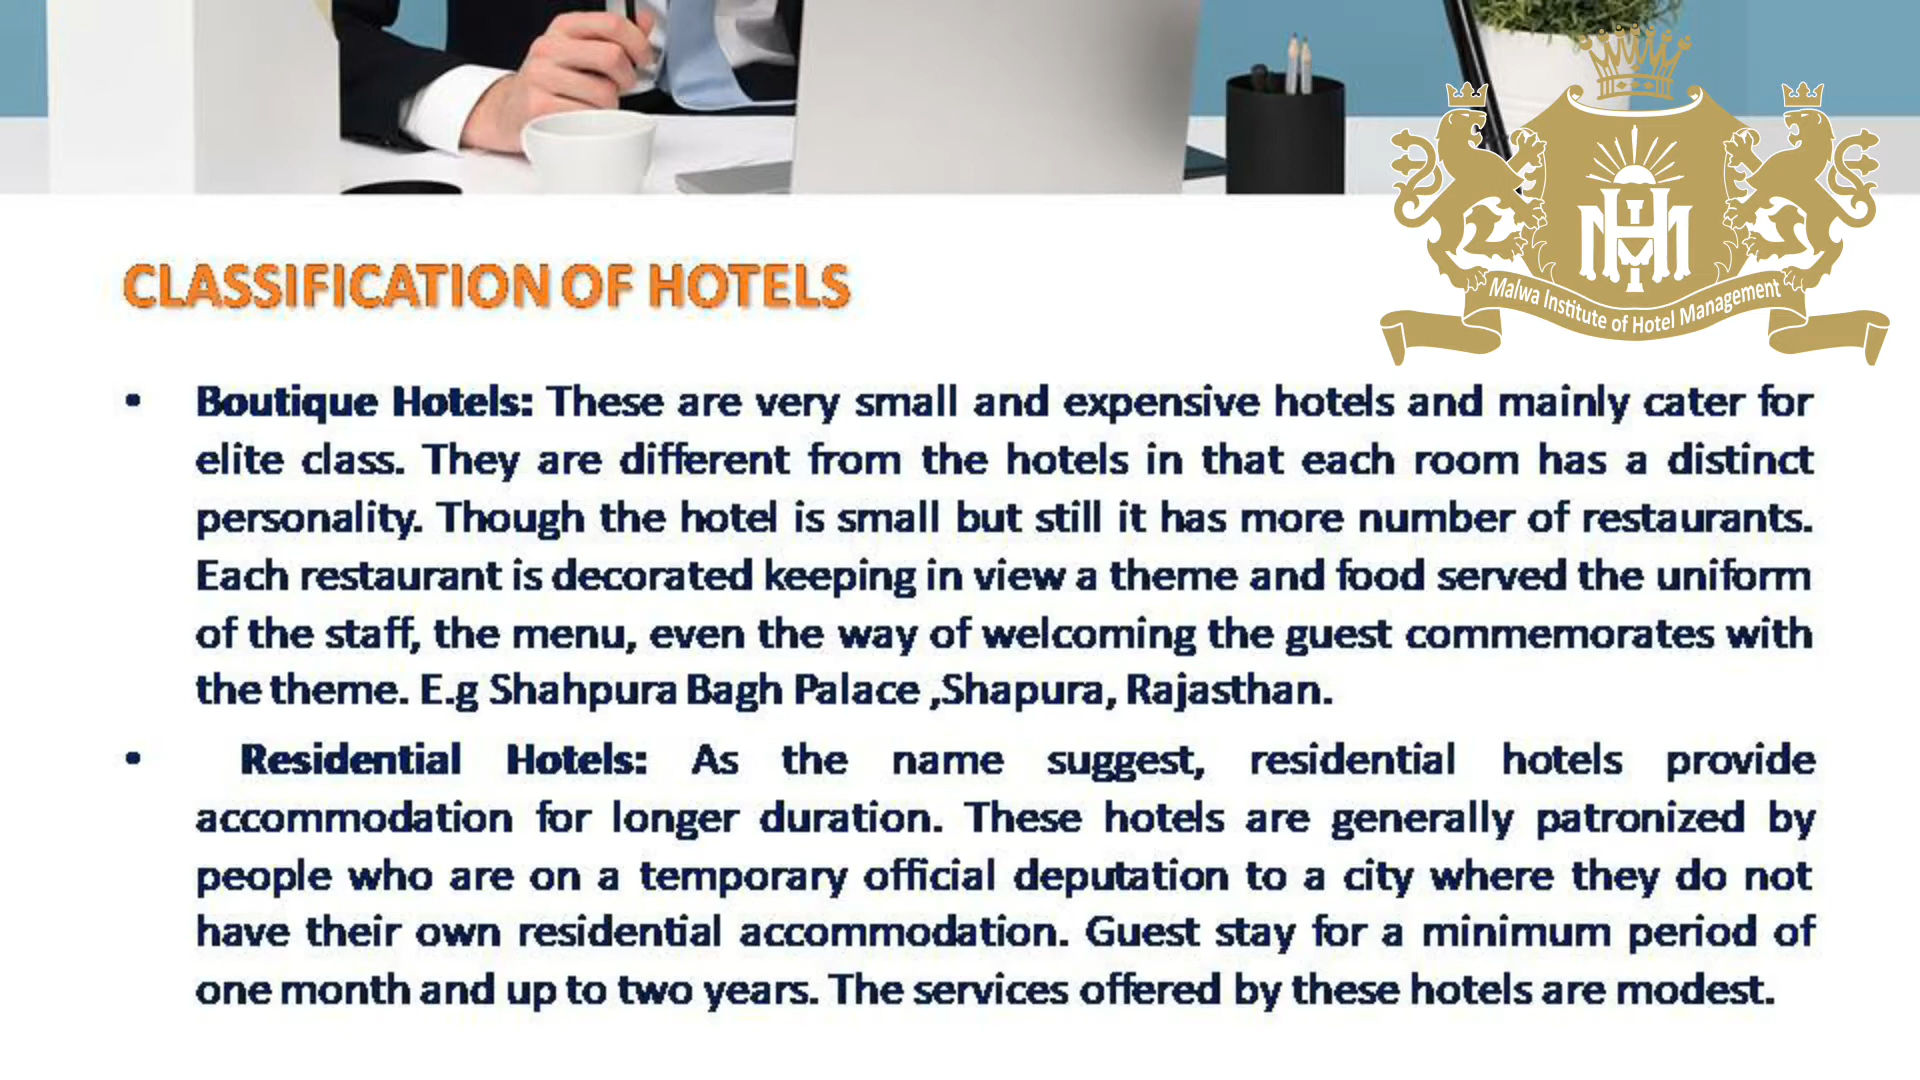 Malwa Institute of Hotel Management
CLASSIFICATION OF HOTELS
• Boutique Hotels: These are very small and expensive hotels and mainly cater for
elite class. They are different from the hotels in that each room has a distinct
personality. Though the hotel is small but still it has more number of restaurants.
Each restaurant is decorated keeping in view a theme and food served the uniform
of the staff, the menu, even the way of welcoming the guest commemorates with
the theme. E.g Shahpura Bagh Palace ,Shapura, Rajasthan.
• Residential Hotels: As the name suggest, residential hotels provide
accommodation for longer duration. These hotels are generally patronized by
people who are on a temporary official deputation to a city where they do not
have their own residential accommodation. Guest stay for a minimum period of
one month and up to two years. The services offered by these hotels are modest.